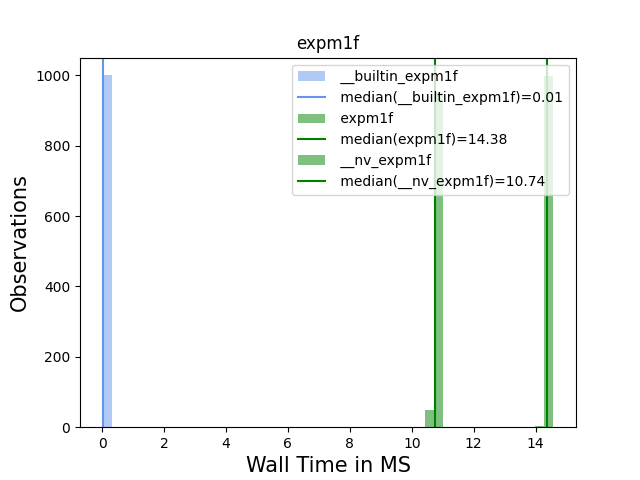 expm1f
1000
800
600
400
200
0
Observations
__builtin_expm1f
median(__builtin_expm1f)=0.01
expm1f
median(expm1f)=14.38
__nv_expm1f
median(__nv_expm1f)=10.74
0 2 4 6 8 10 12 14
Wall Time in MS